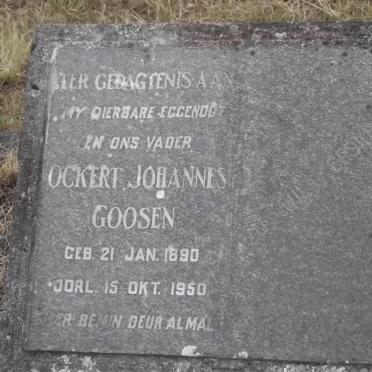 TER GEDAGTENIS AAN
MY DIERBARE EGGENOOT
EN ONS VADER
OCKERT JOHANNES
GOOSEN
GEB. 21 JAN. 1890
OORL. 15 OKT. 1950
DEUR ALMAL